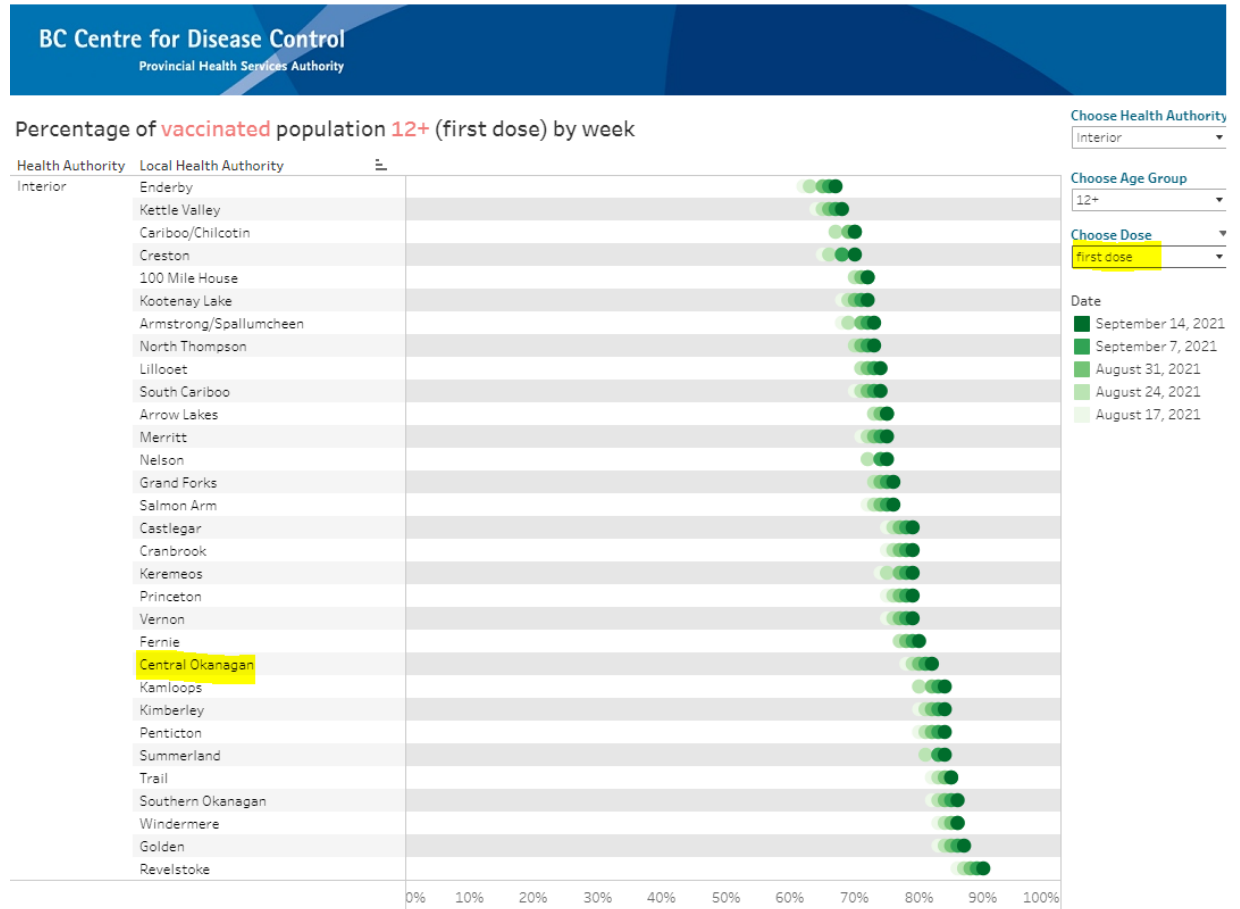 BC Centre for Disease Control
Provincial Health Services Authority
Percentage of vaccinated population 12+ (first dose) by week
Health Authority Local Health Authority
Interior Enderby
Kettle Valley
Cariboo/Chilcotin
Creston
100 Mile House
Kootenay Lake
Armstrong/Spallumcheen
North Thompson
Lillooet
South Cariboo
Arrow Lakes
Merritt
Nelson
Grand Forks
Salmon Arm
Castlegar
Cranbrook
Keremeos
Princeton
Vernon
Fernie
Central Okanagan
Kamloops
Kimberley
Penticton
Summerland
Trail
Southern Okanagan
Windermere
Golden
Revelstoke
0% 10% 20% 30% 40% 50% 60% 70% 80% 90% 100%
Choose Health Authority
Interior
Choose Age Group
12+
Choose Dose
first dose
Date
September 14, 2021
September 7, 2021
August 31, 2021
August 24, 2021
August 17, 2021